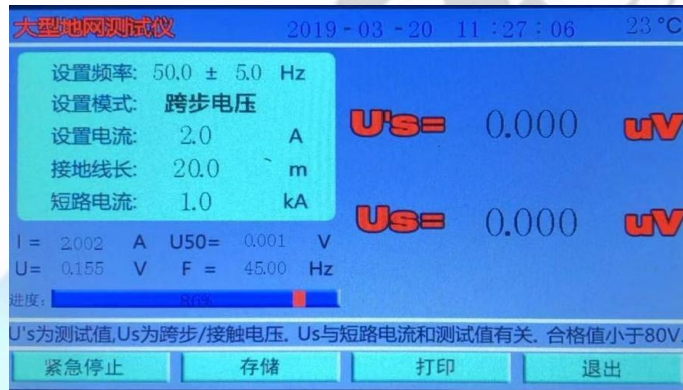 大型地网测试仪 2019-03-20 11:27:06 23 °C
设置频率: 50.0 ± 5.0 Hz
设置模式: 跨步电压
设置电流: 2.0 A
接地线长: 20.0 m
短路电流: 1.0 kA
U's= 0.000 uV
Us= 0.000 uV
I = 2.002 A U50= 0.001 V
U= 0.155 V F = 45.00 Hz
进度: 86%
U's为测试值,Us为跨步/接触电压. Us与短路电流和测试值有关. 合格值小于80V.
紧急停止 存储 打印 退出